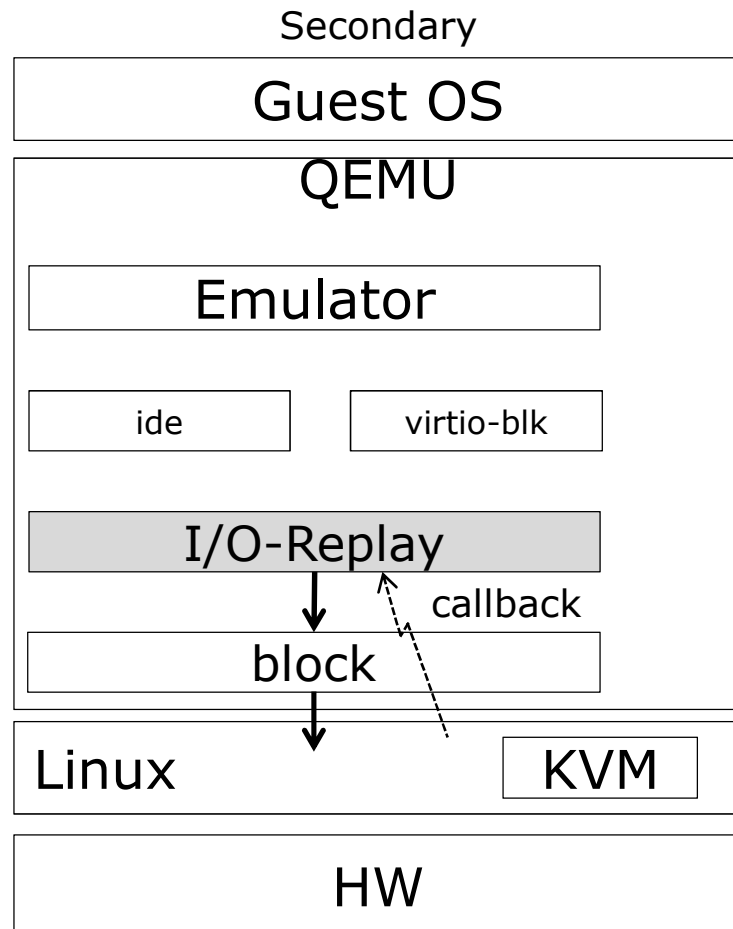 Secondary
Guest OS
QEMU
Emulator
ide
virtio-blk
I/O-Replay
callback
block
Linux
KVM
HW